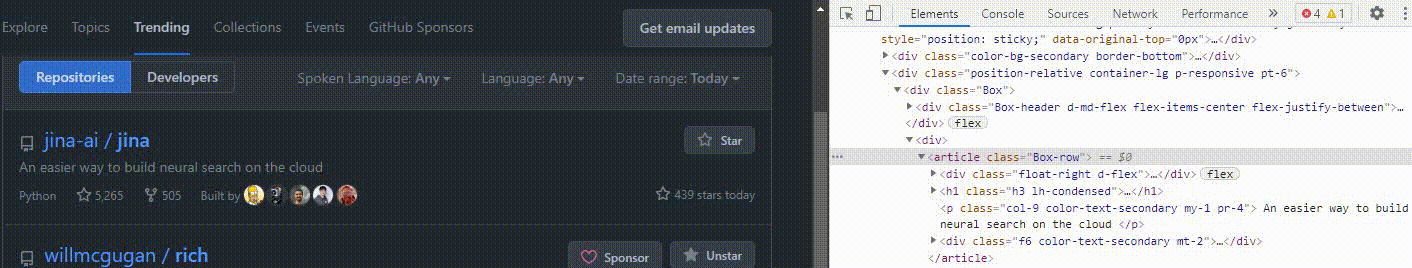 Explore Topics Trending Collections Events GitHub Sponsors Get email updates
Repositories Developers Spoken Language: Any Language: Any Date range: Today
jina-ai / jina Star
An easier way to build neural search on the cloud
Python 5,265 505 Built by 439 stars today
willmcgugan / rich Sponsor Unstar
Elements Console Sources Network Performance » 4 1
style="position: sticky;" data-original-top="0px">…</div>
<div class="color-bg-secondary border-bottom">…</div>
<div class="position-relative container-lg p-responsive pt-6">
<div class="Box">
<div class="Box-header d-md-flex flex-items-center flex-justify-between">…
</div> flex
<div>
… <article class="Box-row"> == $0
<div class="float-right d-flex">…</div> flex
<h1 class="h3 lh-condensed">…</h1>
<p class="col-9 color-text-secondary my-1 pr-4"> An easier way to build
neural search on the cloud </p>
<div class="f6 color-text-secondary mt-2">…</div>
</article>